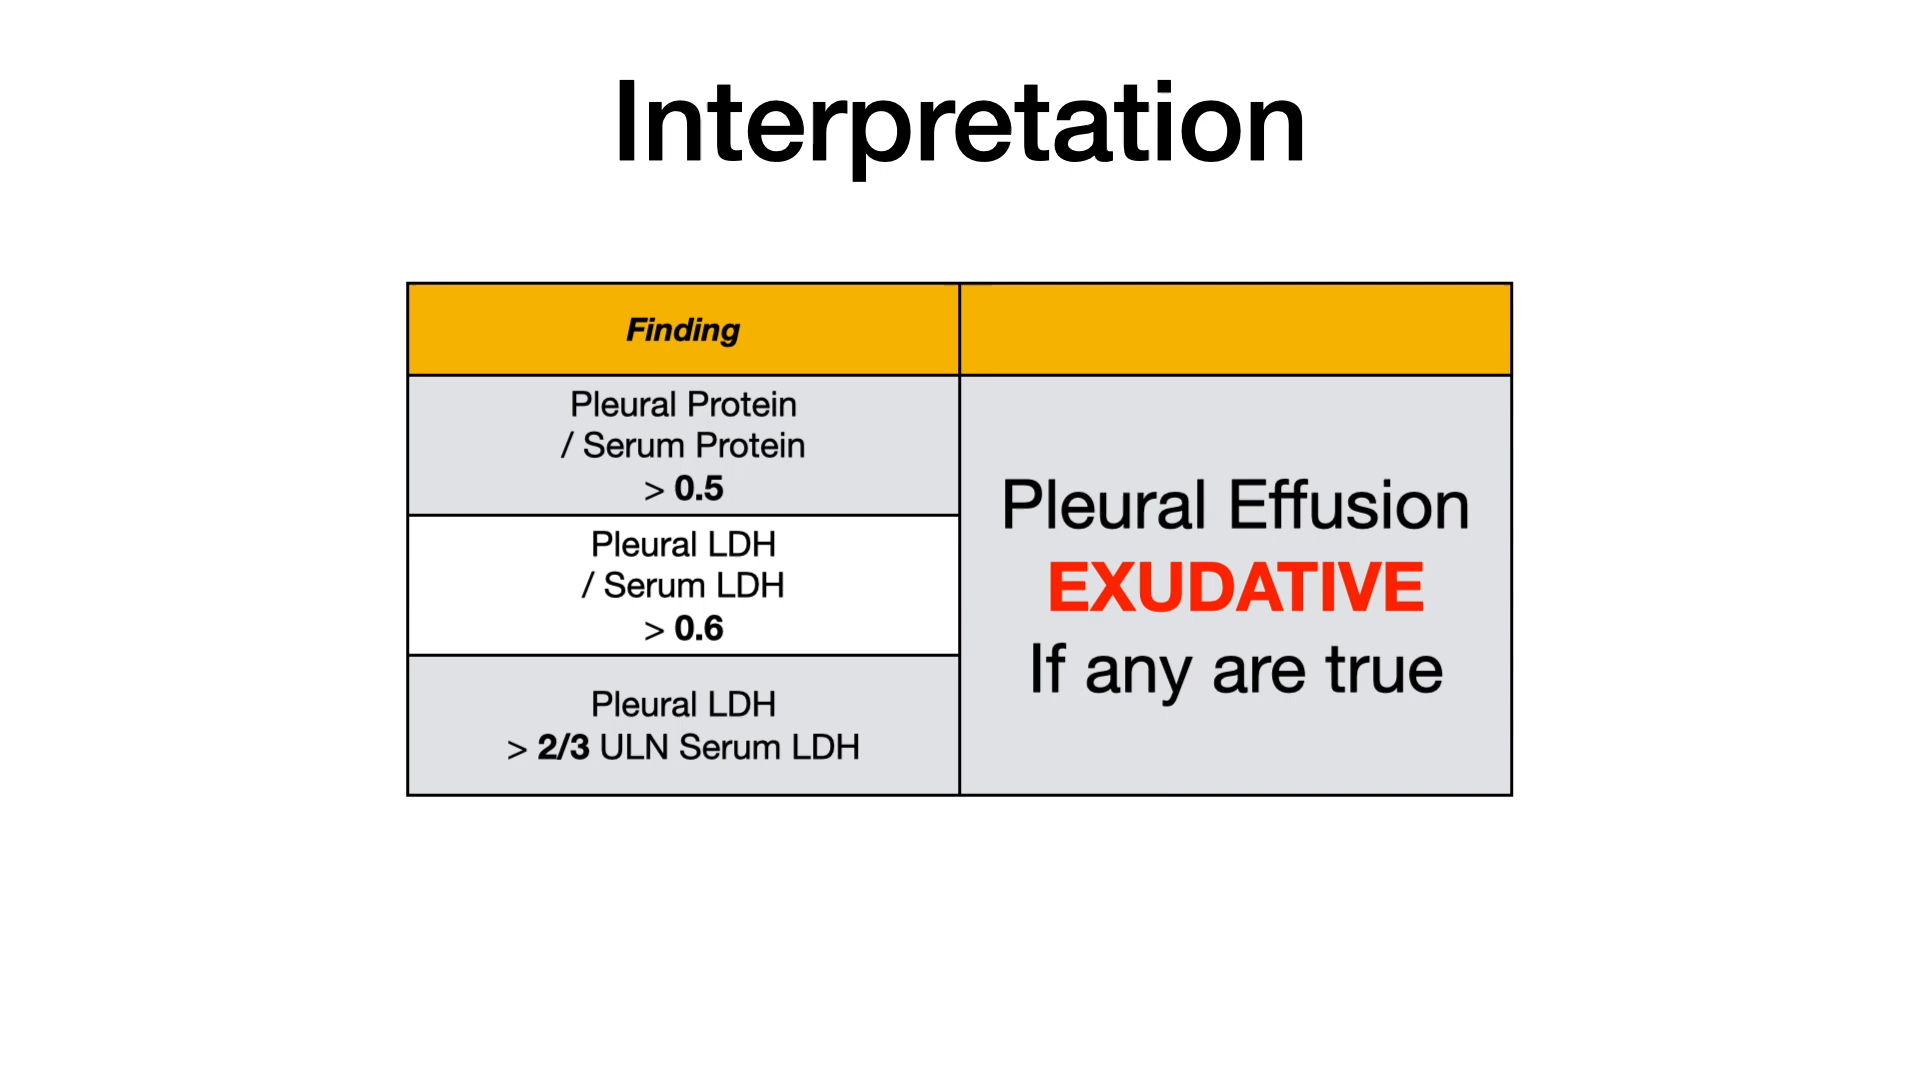 Interpretation
Finding
Pleural Protein
/ Serum Protein
> 0.5
Pleural LDH
/ Serum LDH
> 0.6
Pleural LDH
> 2/3 ULN Serum LDH
Pleural Effusion
EXUDATIVE
If any are true